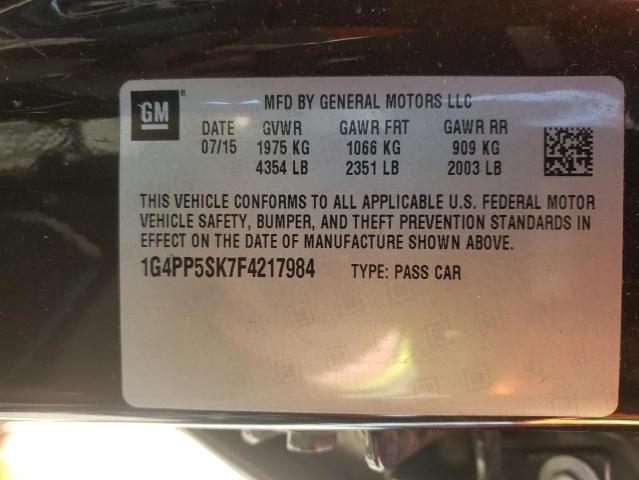 GM ® MFD BY GENERAL MOTORS LLC
DATE GVWR GAWR FRT GAWR RR
07/15 1975 KG 1066 KG 909 KG
4354 LB 2351 LB 2003 LB
THIS VEHICLE CONFORMS TO ALL APPLICABLE U.S. FEDERAL MOTOR
VEHICLE SAFETY, BUMPER, AND THEFT PREVENTION STANDARDS IN
EFFECT ON THE DATE OF MANUFACTURE SHOWN ABOVE.
1G4PP5SK7F4217984 TYPE: PASS CAR